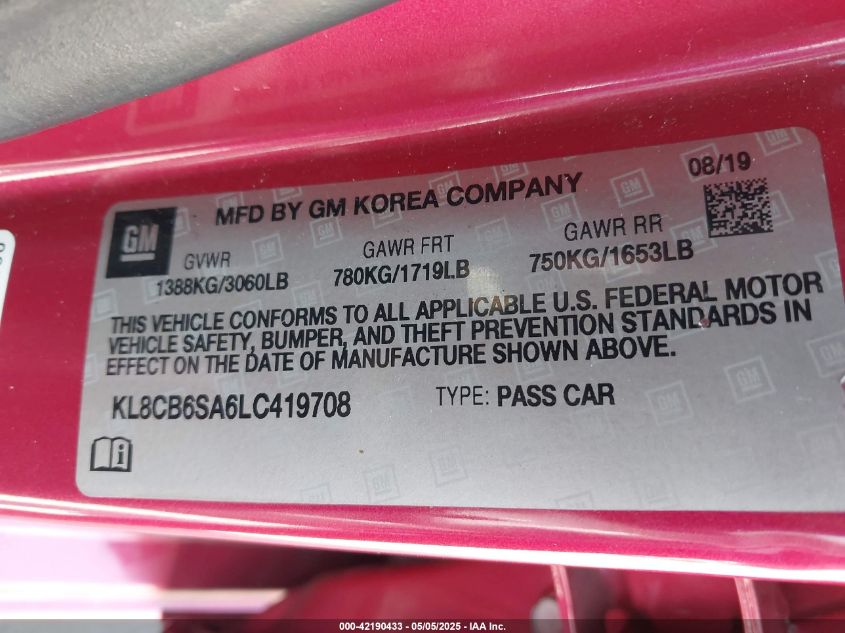 08/19
MFD BY GM KOREA COMPANY
GM
GVWR GAWR FRT GAWR RR
1388KG/3060LB 780KG/1719LB 750KG/1653LB
THIS VEHICLE CONFORMS TO ALL APPLICABLE U.S. FEDERAL MOTOR
VEHICLE SAFETY, BUMPER, AND THEFT PREVENTION STANDARDS IN
EFFECT ON THE DATE OF MANUFACTURE SHOWN ABOVE.
KL8CB6SA6LC419708 TYPE: PASS CAR
000-42190433 - 05/05/2025 - IAA Inc.